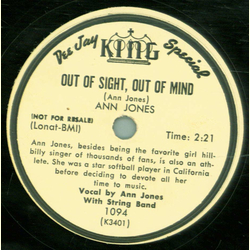 Dee Jay KING Special
OUT OF SIGHT, OUT OF MIND
(Ann Jones)
ANN JONES
(NOT FOR RESALE)
(Lonat-BMI)
Time: 2:21
Ann Jones, besides being the favorite girl hill-
billy singer of thousands of fans, is also an ath-
lete. She was a star softball player in California
before deciding to devote all her
time to music.
Vocal by Ann Jones
With String Band
1094
(K3401)